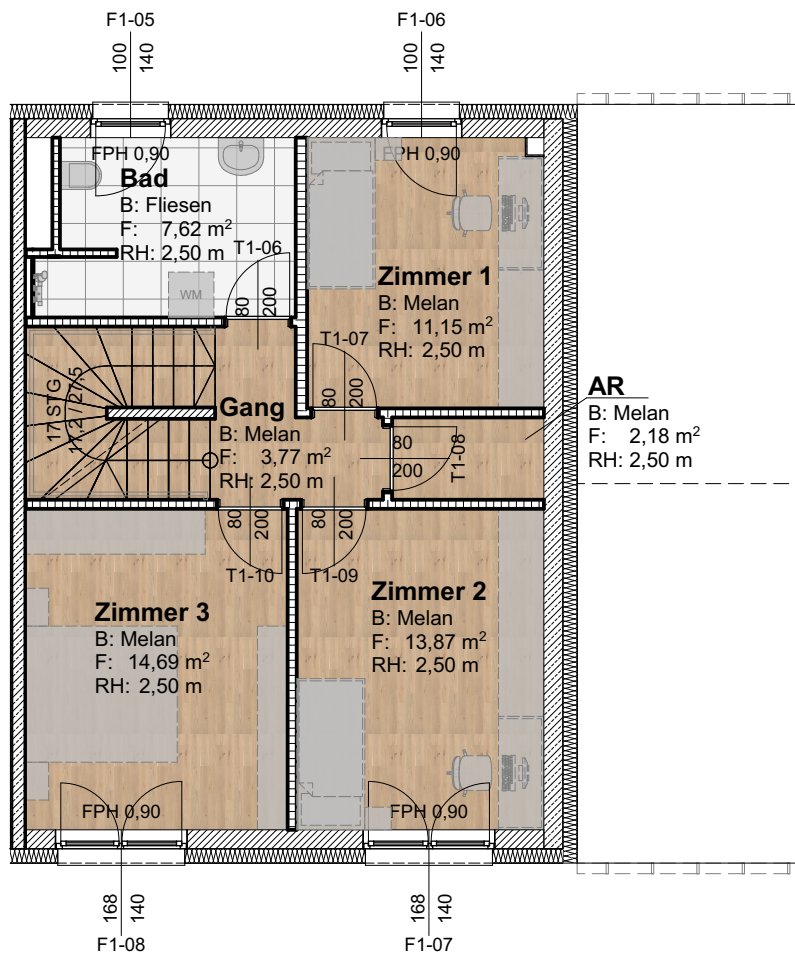 F1-05
F1-06
100
140
100
140
FPH 0,90
FPH 0,90
Bad
B: Fliesen
F: 7,62 m²
RH: 2,50 m
T1-06
WM
80
200
Zimmer 1
B: Melan
F: 11,15 m²
RH: 2,50 m
T1-07
80
200
17 STG
17,2 / 27,5
Gang
B: Melan
F: 3,77 m²
RH: 2,50 m
80
200
T1-08
AR
B: Melan
F: 2,18 m²
RH: 2,50 m
80
200
80
200
T1-10
T1-09
Zimmer 3
B: Melan
F: 14,69 m²
RH: 2,50 m
Zimmer 2
B: Melan
F: 13,87 m²
RH: 2,50 m
FPH 0,90
FPH 0,90
168
140
168
140
F1-08
F1-07